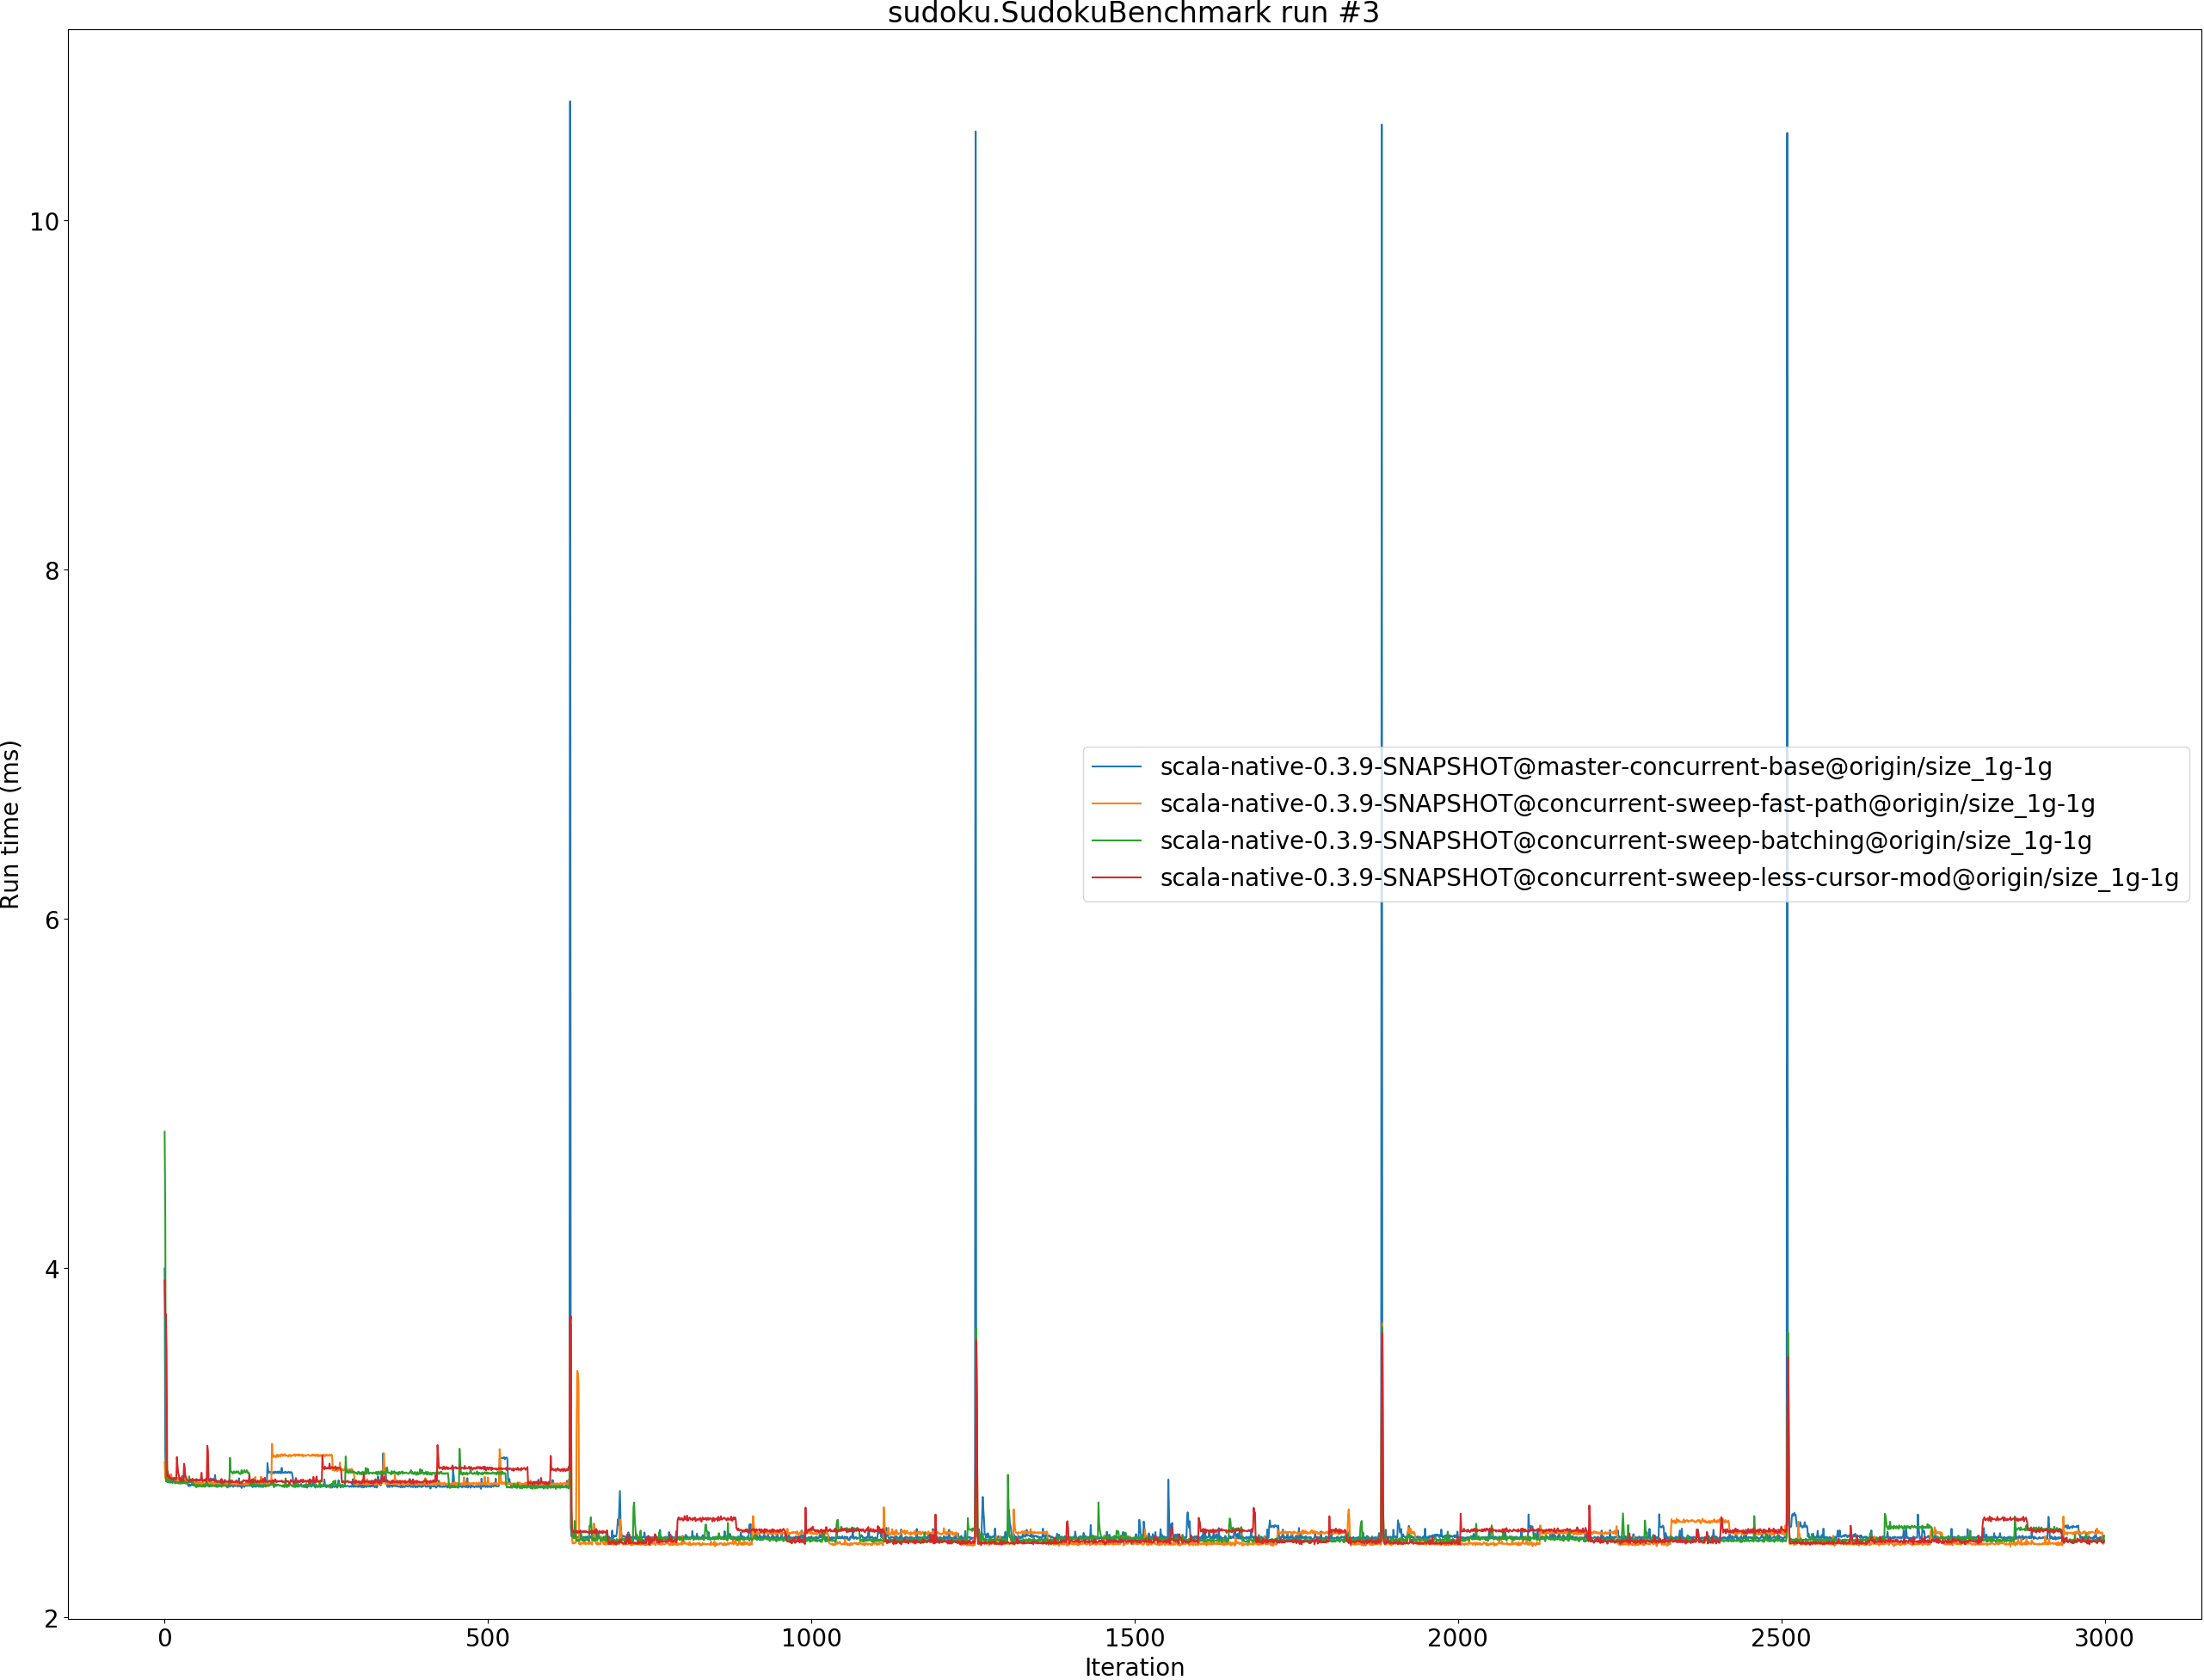 sudoku.SudokuBenchmark run #3
10
8
6
4
2
Run time (ms)
scala-native-0.3.9-SNAPSHOT@master-concurrent-base@origin/size_1g-1g
scala-native-0.3.9-SNAPSHOT@concurrent-sweep-fast-path@origin/size_1g-1g
scala-native-0.3.9-SNAPSHOT@concurrent-sweep-batching@origin/size_1g-1g
scala-native-0.3.9-SNAPSHOT@concurrent-sweep-less-cursor-mod@origin/size_1g-1g
0 500 1000 1500 2000 2500 3000
Iteration